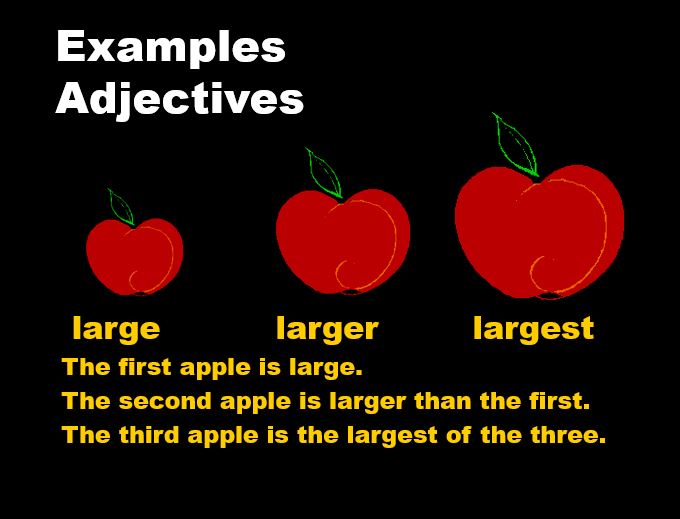 Examples
Adjectives
large larger largest
The first apple is large.
The second apple is larger than the first.
The third apple is the largest of the three.